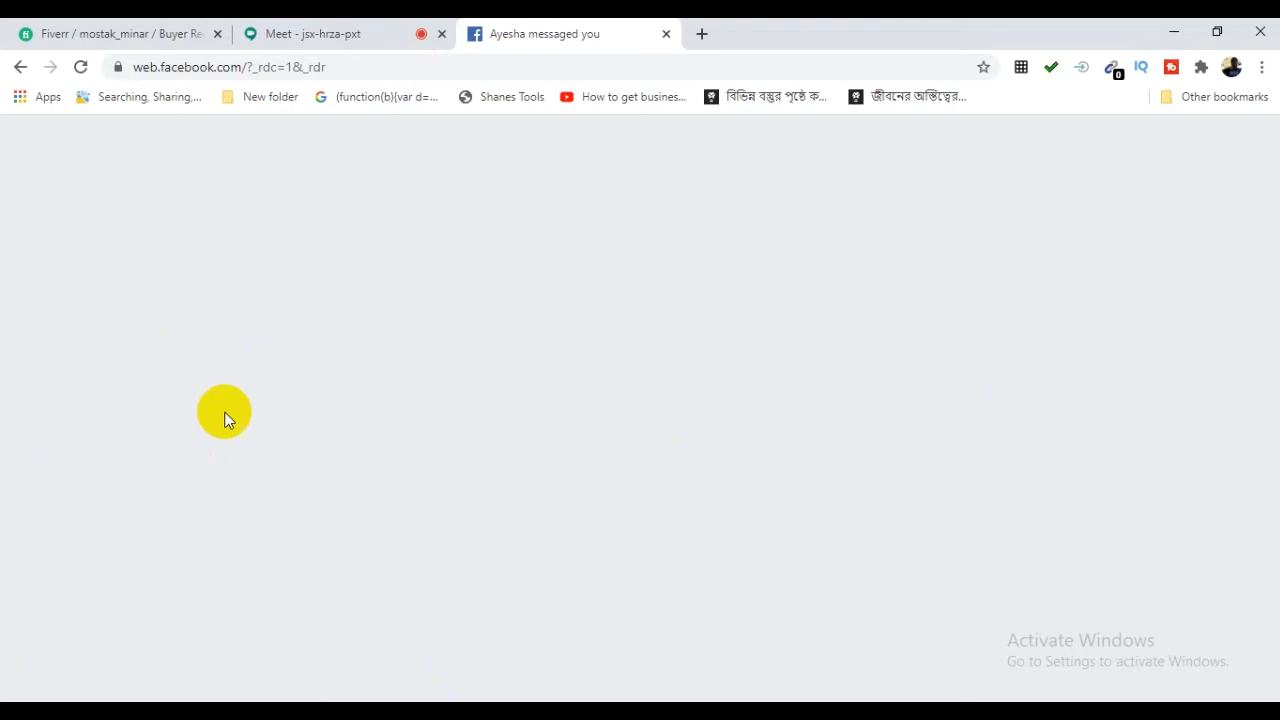 Fiverr / mostak_minar / Buyer Re
Meet - jsx-hrza-pxt
Ayesha messaged you
web.facebook.com/?_rdc=1&_rdr
0
IQ
Apps
Searching, Sharing,...
New folder
(function(b){var d=...
Shanes Tools
How to get busines...
বিভিন্ন বস্তুর পৃষ্ঠে ক...
জীবনের অস্তিত্বের...
Other bookmarks
Activate Windows
Go to Settings to activate Windows.